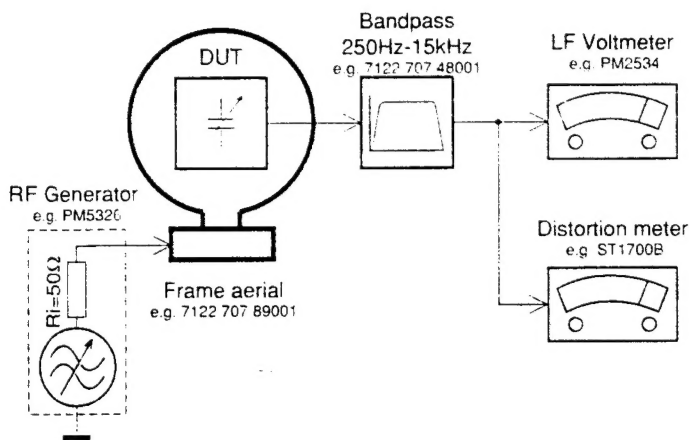 Bandpass
250Hz-15kHz
e.g. 7122 707 48001
LF Voltmeter
e.g. PM2534
DUT
RF Generator
e.g. PM5326
Ri=50Ω
Frame aerial
e.g. 7122 707 89001
Distortion meter
e.g ST1700B